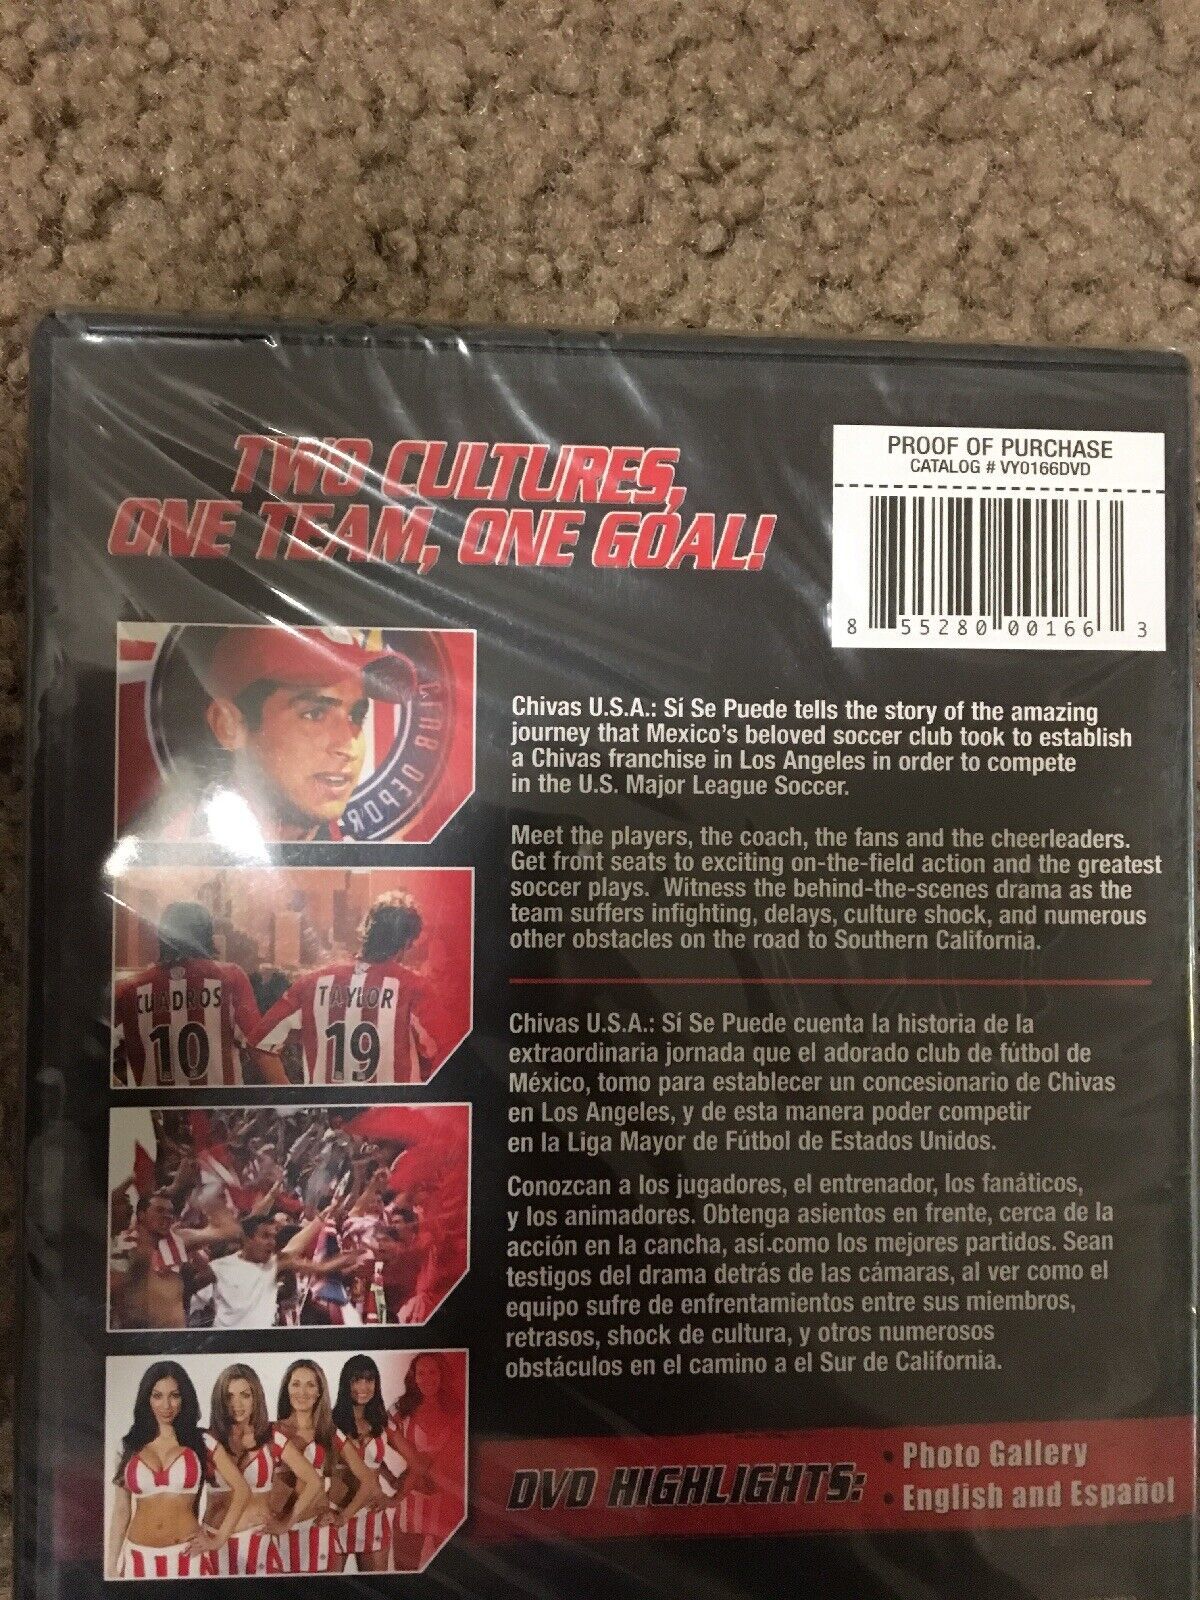 TWO CULTURES,
ONE TEAM, ONE GOAL!
PROOF OF PURCHASE
CATALOG # VY0166DVD
8 55280 00166 3
CLUB DEPOR
CUADROS
10
TAYLOR
19
Chivas U.S.A.: Sí Se Puede tells the story of the amazing
journey that Mexico's beloved soccer club took to establish
a Chivas franchise in Los Angeles in order to compete
in the U.S. Major League Soccer.
Meet the players, the coach, the fans and the cheerleaders.
Get front seats to exciting on-the-field action and the greatest
soccer plays. Witness the behind-the-scenes drama as the
team suffers infighting, delays, culture shock, and numerous
other obstacles on the road to Southern California.
Chivas U.S.A.: Sí Se Puede cuenta la historia de la
extraordinaria jornada que el adorado club de fútbol de
México, tomo para establecer un concesionario de Chivas
en Los Angeles, y de esta manera poder competir
en la Liga Mayor de Fútbol de Estados Unidos.
Conozcan a los jugadores, el entrenador, los fanáticos,
y los animadores. Obtenga asientos en frente, cerca de la
acción en la cancha, así.como los mejores partidos. Sean
testigos del drama detrás de las cámaras, al ver como el
equipo sufre de enfrentamientos entre sus miembros,
retrasos, shock de cultura, y otros numerosos
obstáculos en el camino a el Sur de California.
DVD HIGHLIGHTS:
• Photo Gallery
• English and Español